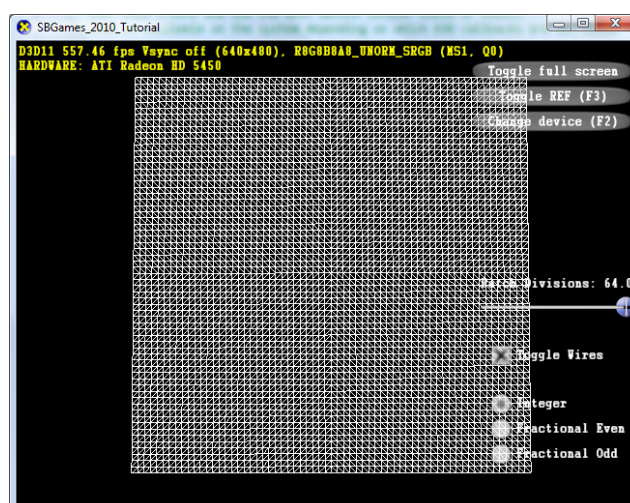 SBGames_2010_Tutorial
D3D11 557.46 fps Vsync off (640x480), R8G8B8A8_UNORM_SRGB (MS1, Q0)
HARDWARE: ATI Radeon HD 5450
Toggle full screen
Toggle REF (F3)
Change device (F2)
Patch Divisions: 64.0
Toggle Wires
Integer
Fractional Even
Fractional Odd